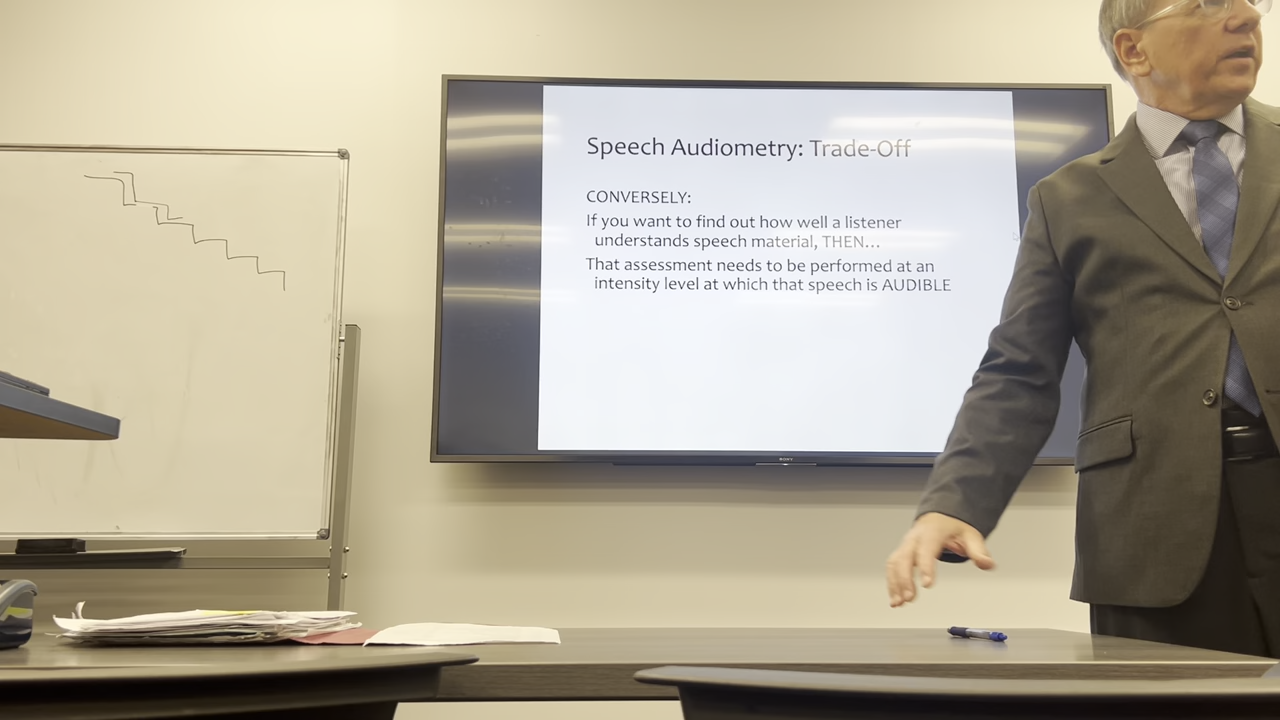 Speech Audiometry: Trade-Off
CONVERSELY:
If you want to find out how well a listener
understands speech material, THEN...
That assessment needs to be performed at an
intensity level at which that speech is AUDIBLE
SONY